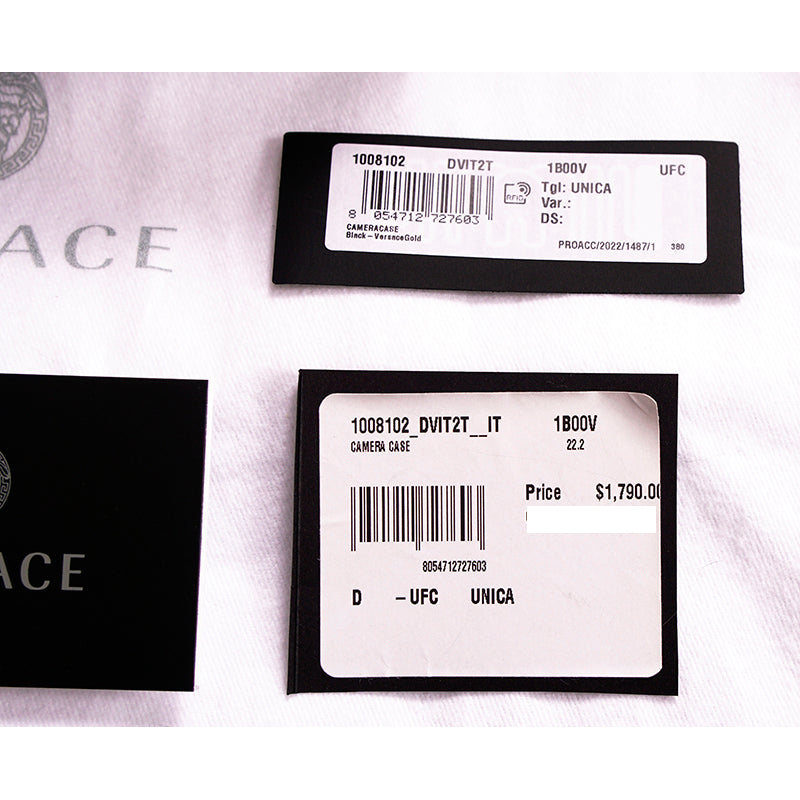 ACE
1008102 DVIT2T 1B00V UFC
RFID
Tgl: UNICA
Var.:
DS:
8 054712 727603
CAMERACASE
Black-VersaceGold
PROACC/2022/1487/1 380
ACE
1008102_DVIT2T__IT 1B00V
CAMERA CASE 22.2
Price $1,790.00
8054712727603
D -UFC UNICA